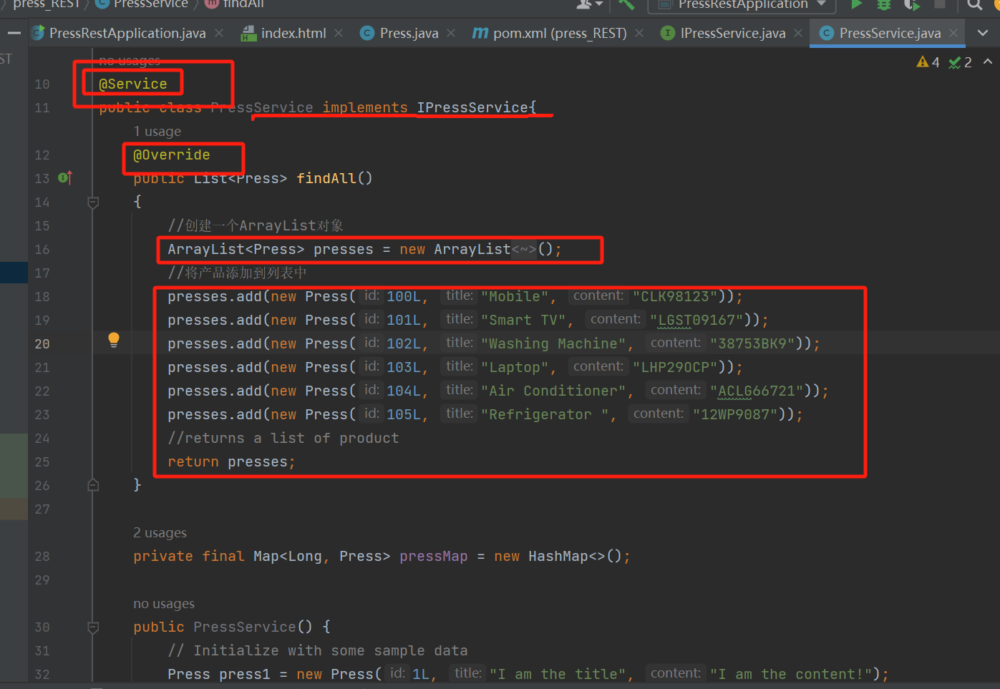 press_REST PressService findAll PressRestApplication
PressRestApplication.java index.html Press.java pom.xml (press_REST) IPressService.java PressService.java
ST
no usages
4 2
10 @Service
11 public class PressService implements IPressService{
1 usage
12 @Override
13 public List<Press> findAll()
14 {
15 //创建一个ArrayList对象
16 ArrayList<Press> presses = new ArrayList<~>();
17 //将产品添加到列表中
18 presses.add(new Press( id: 100L, title: "Mobile", content: "CLK98123"));
19 presses.add(new Press( id: 101L, title: "Smart TV", content: "LGST09167"));
20 presses.add(new Press( id: 102L, title: "Washing Machine", content: "38753BK9"));
21 presses.add(new Press( id: 103L, title: "Laptop", content: "LHP29OCP"));
22 presses.add(new Press( id: 104L, title: "Air Conditioner", content: "ACLG66721"));
23 presses.add(new Press( id: 105L, title: "Refrigerator ", content: "12WP9087"));
24 //returns a list of product
25 return presses;
26 }
27
2 usages
28 private final Map<Long, Press> pressMap = new HashMap<>();
29
no usages
30 public PressService() {
31 // Initialize with some sample data
32 Press press1 = new Press( id: 1L, title: "I am the title", content: "I am the content!");